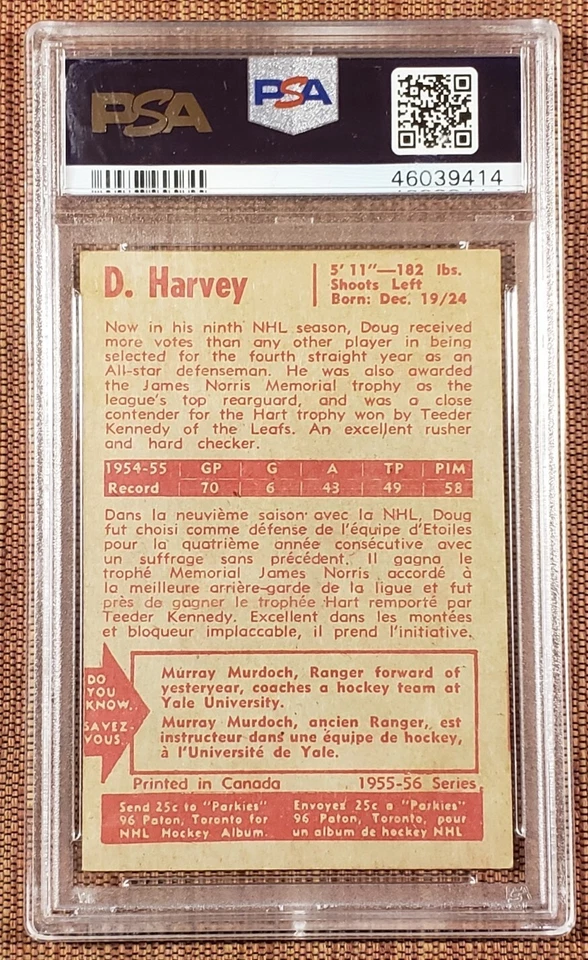 PSA
PSA
46039414
D. Harvey
5' 11"—182 lbs.
Shoots Left
Born: Dec. 19/24
Now in his ninth NHL season, Doug received
more votes than any other player in being
selected for the fourth straight year as an
All-star defenseman. He was also awarded
the James Norris Memorial trophy as the
league's top rearguard, and was a close
contender for the Hart trophy won by Teeder
Kennedy of the Leafs. An excellent rusher
and hard checker.
1954-55 GP G A TP PIM
Record 70 6 43 49 58
Dans la neuvième saison avec la NHL, Doug
fut choisi comme défense de l'équipe d'Etoiles
pour la quatrième année consécutive avec
un suffrage sans précédent. Il gagna le
trophé Memorial James Norris accordé à
la meilleure arrière-garde de la ligue et fut
près de gagner le trophée Hart remporté par
Teeder Kennedy. Excellent dans les montées
et bloqueur implaccable, il prend l'initiative.
DO
YOU
KNOW..
SAVEZ-
VOUS..
Murray Murdoch, Ranger forward of
yesteryear, coaches a hockey team at
Yale University.
Murray Murdoch, ancien Ranger, est
instructeur dans une équipe de hockey,
à l'Université de Yale.
Printed in Canada 1955-56 Series
Send 25c to "Parkies"
96 Paton, Toronto for
NHL Hockey Album.
Envoyez 25c a "Parkies"
96 Paton, Toronto, pour
un album de hockey NHL